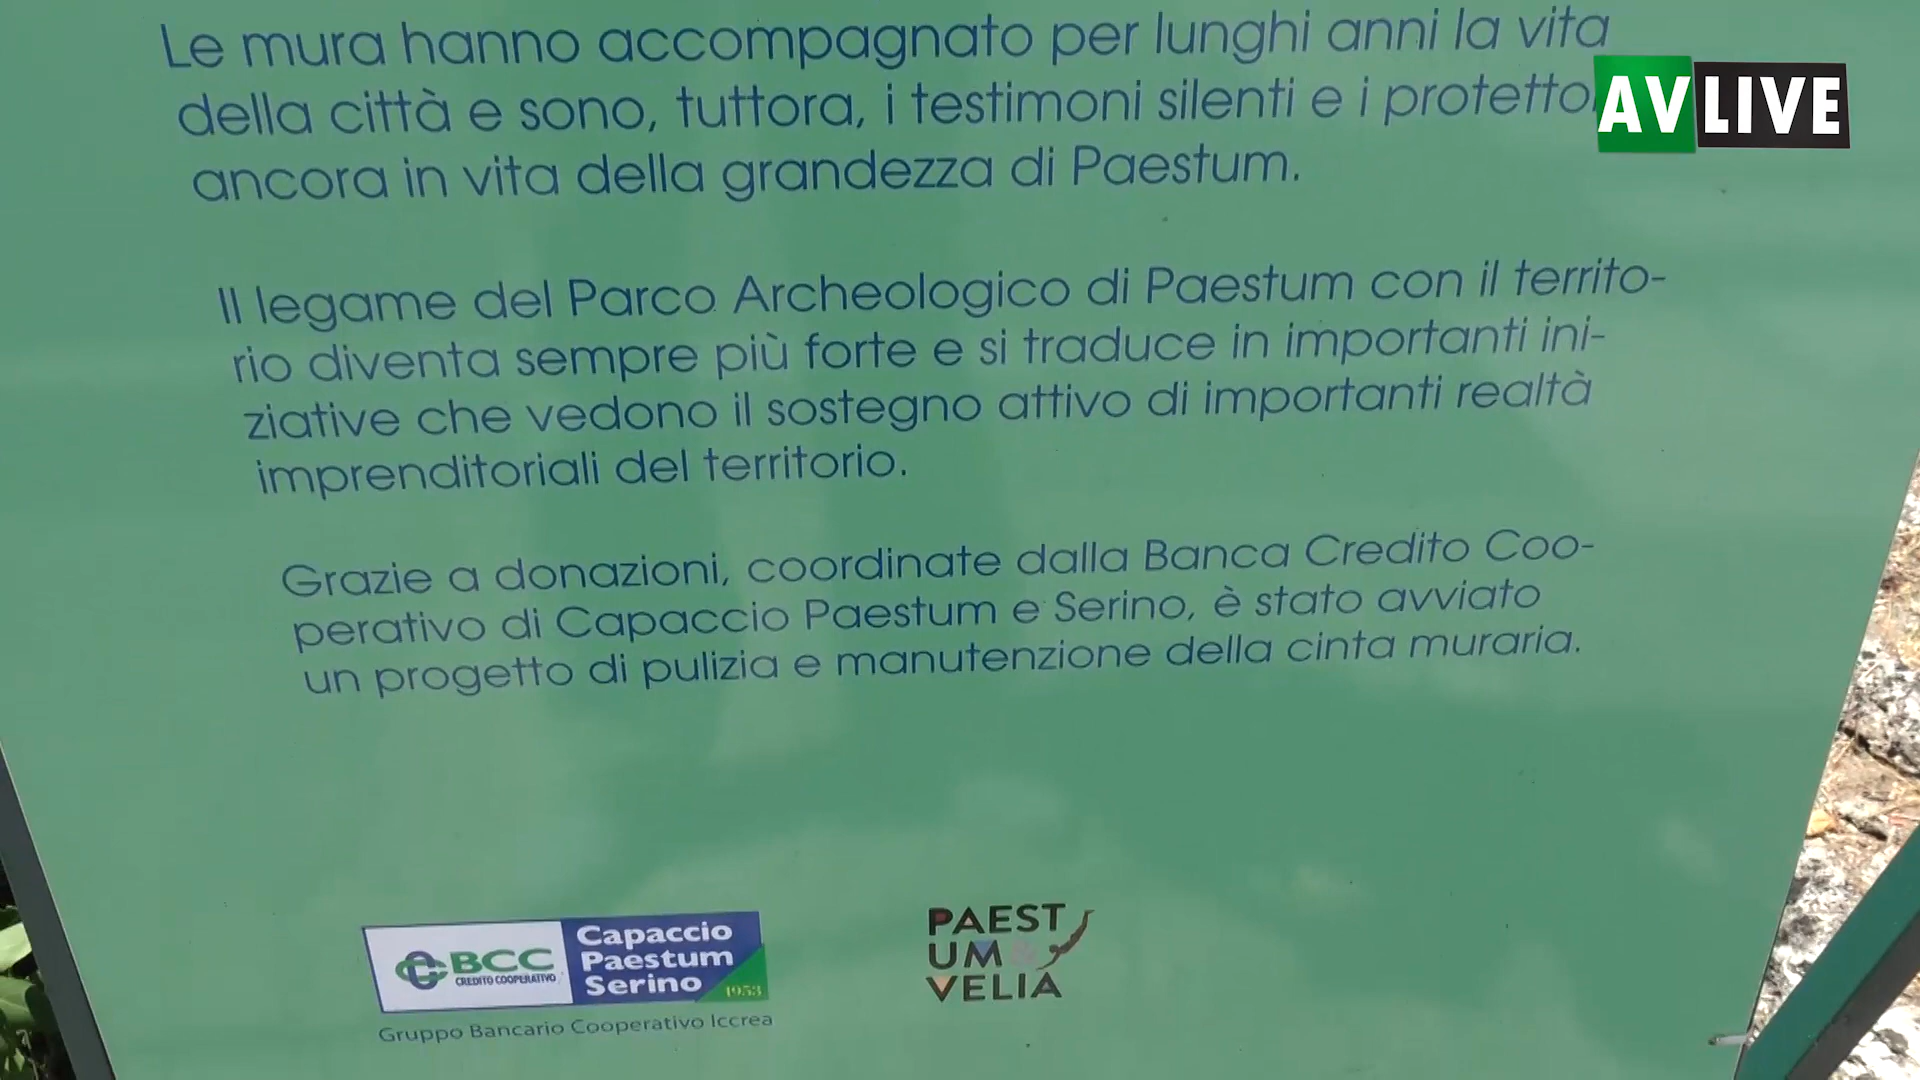 Le mura hanno accompagnato per lunghi anni la vita
della città e sono, tuttora, i testimoni silenti e i
ancora in vita della grandezza di Paestum.
Il legame del Parco Archeologico di Paestum con il territo-
rio diventa sempre più forte e si traduce in importanti ini-
ziative che vedono il sostegno attivo di importanti realtà
imprenditoriali del territorio.
Grazie a donazioni, coordinate dalla Banca Credito Coo-
perativo di Capaccio Paestum e Serino, è stato avviato
un progetto di pulizia e manutenzione della cinta muraria.
AVLIVE
BCC
CREDITO COOPERATIVO
Capaccio
Paestum
Serino
1953
Gruppo Bancario Cooperativo Iccrea
PAEST
UM
VELIA